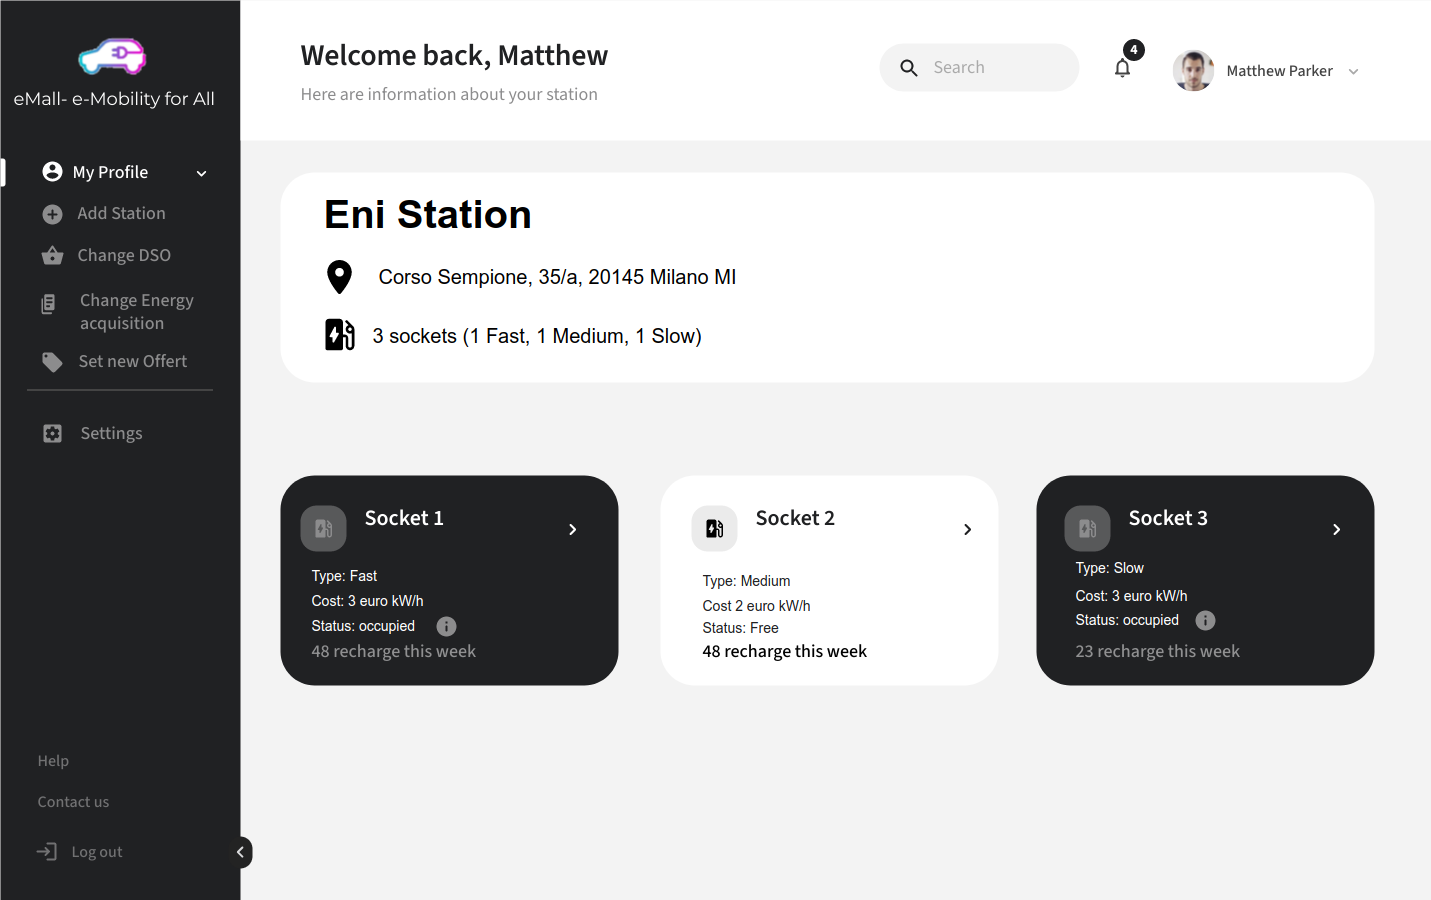 eMall- e-Mobility for All
My Profile
Add Station
Change DSO
Change Energy
acquisition
Set new Offert
Settings
Help
Contact us
Log out
Welcome back, Matthew
Here are information about your station
Search
4
Matthew Parker
Eni Station
Corso Sempione, 35/a, 20145 Milano MI
3 sockets (1 Fast, 1 Medium, 1 Slow)
Socket 1
Type: Fast
Cost: 3 euro kW/h
Status: occupied
48 recharge this week
Socket 2
Type: Medium
Cost 2 euro kW/h
Status: Free
48 recharge this week
Socket 3
Type: Slow
Cost: 3 euro kW/h
Status: occupied
23 recharge this week